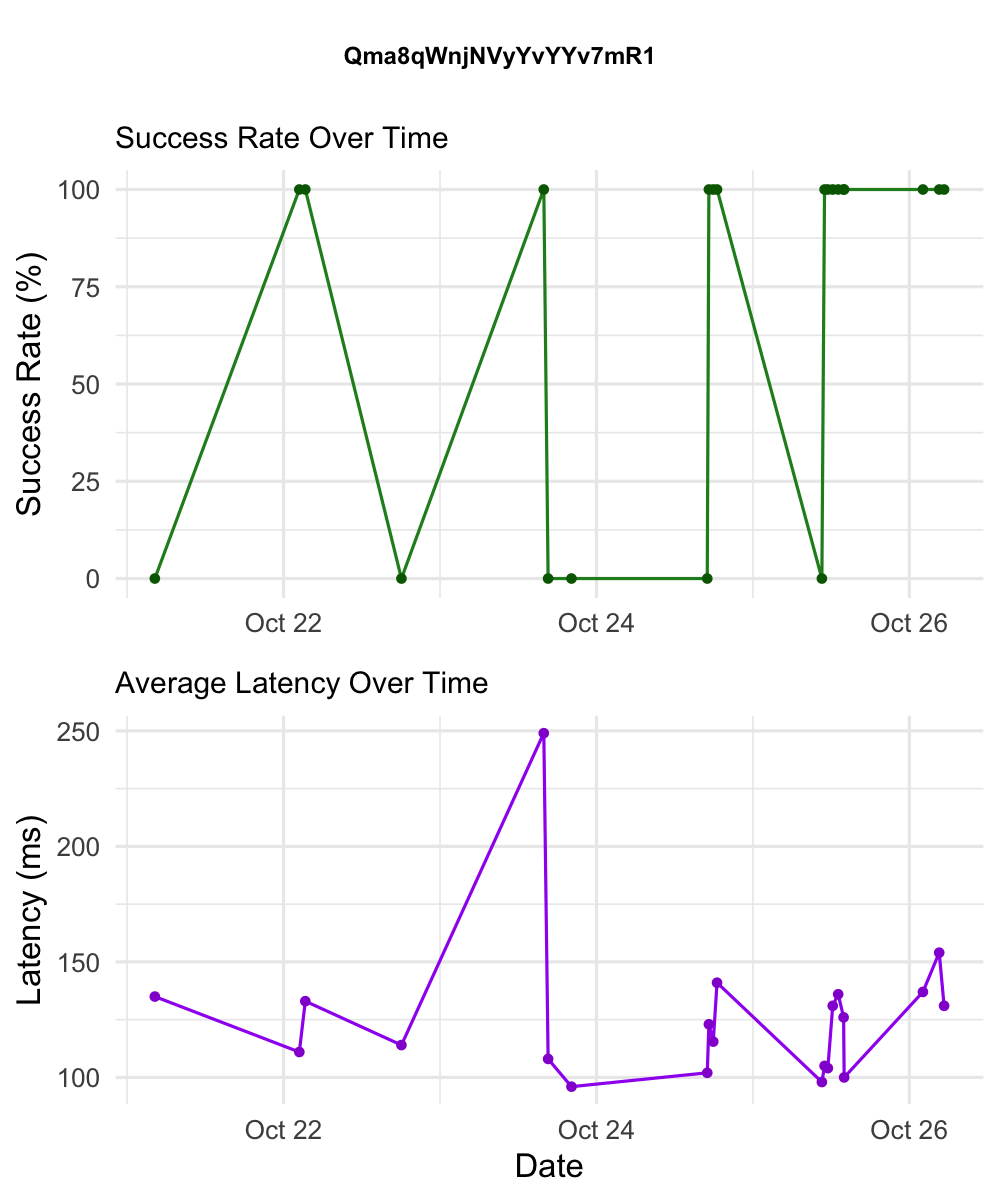 Qma8qWnjNVyYvYYv7mR1
Success Rate Over Time
Success Rate (%)
100
75
50
25
0
Oct 22
Oct 24
Oct 26
Average Latency Over Time
Latency (ms)
250
200
150
100
Oct 22
Oct 24
Oct 26
Date